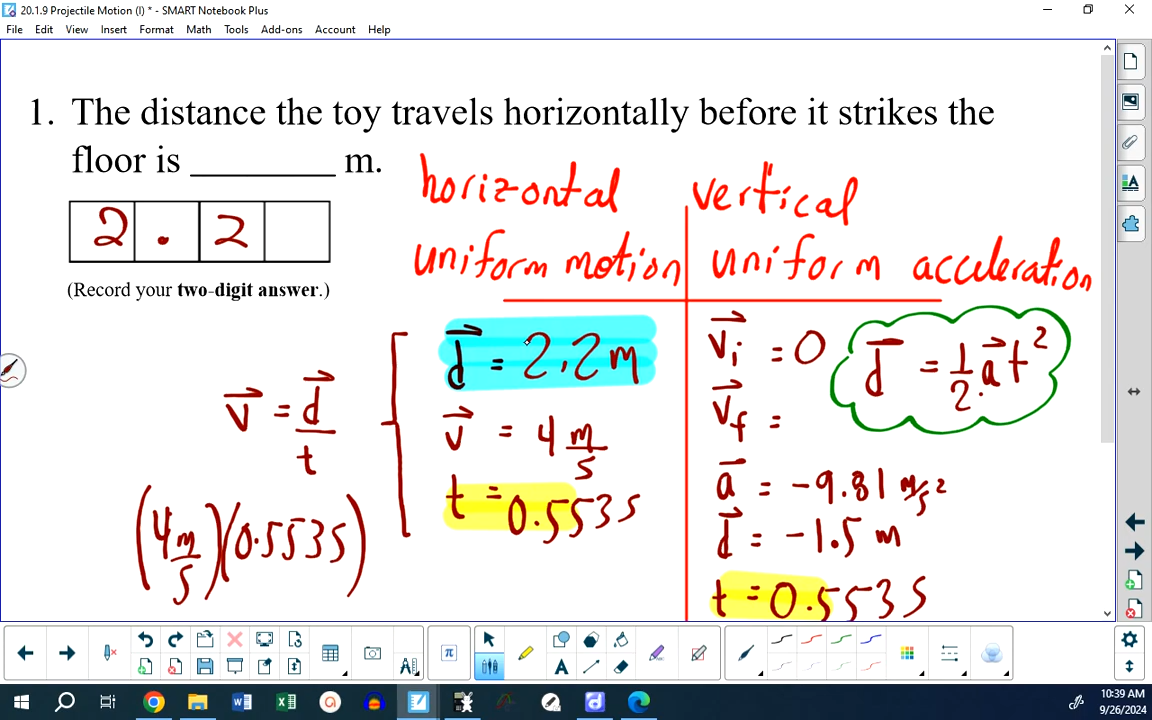 20.1.9 Projectile Motion (I) * - SMART Notebook Plus
File Edit View Insert Format Math Tools Add-ons Account Help
1. The distance the toy travels horizontally before it strikes the
floor is ________ m.
2 . 2
(Record your two-digit answer.)
horizontal
uniform motion
vertical
uniform acceleration
d = 2.2 m
v = 4 m/s
t = 0.553 s
v = d/t
(4 m/s)(0.553 s)
vi = 0
vf =
a = -9.81 m/s²
d = -1.5 m
t = 0.553 s
d = 1/2 a t²
10:39 AM
9/26/2024